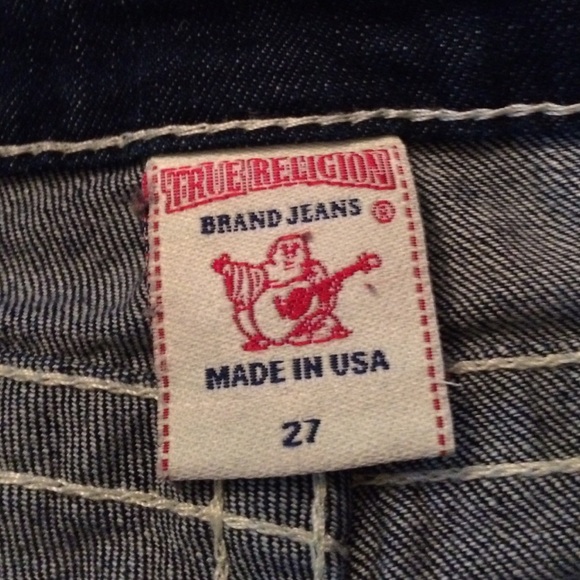 TRUE RELIGION
BRAND JEANS ®
MADE IN USA
27